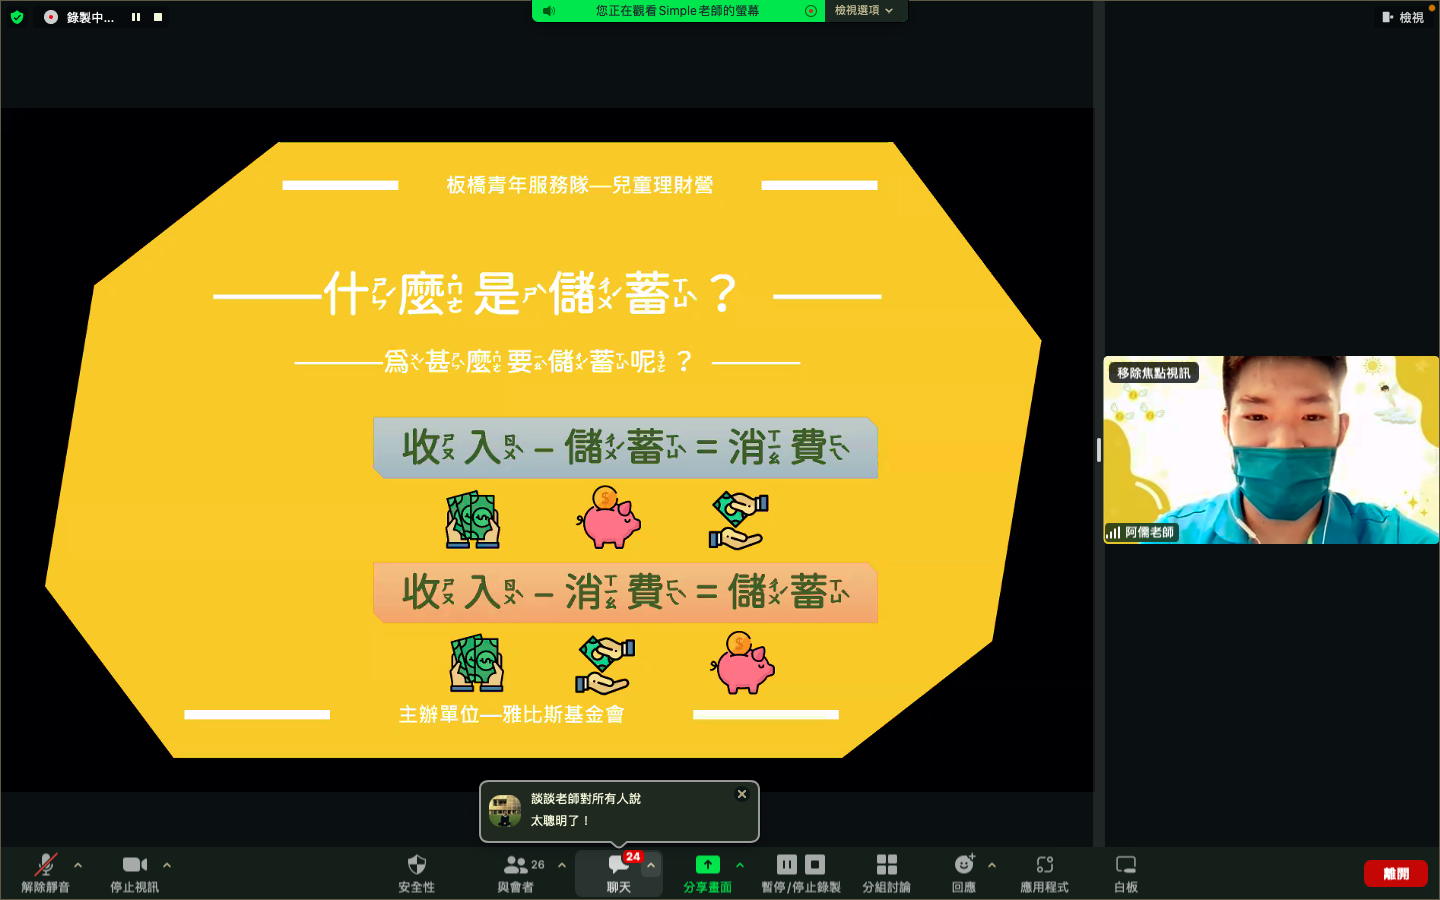 錄製中...
您正在觀看Simple老師的螢幕
檢視選項
檢視
板橋青年服務隊—兒童理財營
什ㄕㄣˊ麼˙ㄇㄜ是ㄕˋ儲ㄔㄨˊ蓄ㄒㄩˋ？
為ㄨㄟˋ甚ㄕㄣˊ麼˙ㄇㄜ要ㄧㄠˋ儲ㄔㄨˊ蓄ㄒㄩˋ呢˙ㄋㄜ？
收ㄕㄡ入ㄖㄨˋ–儲ㄔㄨˊ蓄ㄒㄩˋ=消ㄒㄧㄠ費ㄈㄟˋ
收ㄕㄡ入ㄖㄨˋ–消ㄒㄧㄠ費ㄈㄟˋ=儲ㄔㄨˊ蓄ㄒㄩˋ
主辦單位—雅比斯基金會
移除焦點視訊
阿儒老師
談談老師對所有人說
太聰明了！
解除靜音
停止視訊
安全性
26
與會者
24
聊天
分享畫面
暫停/停止錄製
分組討論
回應
應用程式
白板
離開